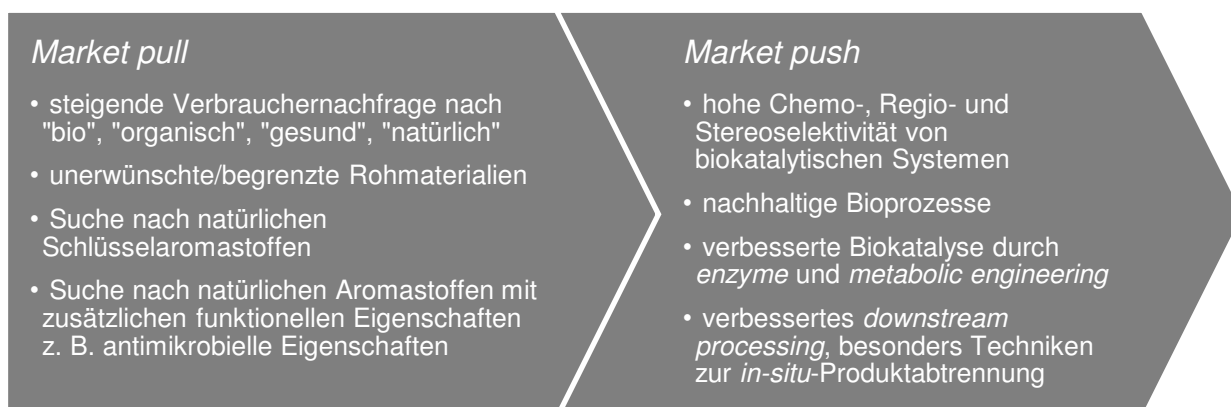 Market pull
• steigende Verbrauchernachfrage nach
"bio", "organisch", "gesund", "natürlich"
• unerwünschte/begrenzte Rohmaterialien
• Suche nach natürlichen
Schlüsselaromastoffen
• Suche nach natürlichen Aromastoffen mit
zusätzlichen funktionellen Eigenschaften
z. B. antimikrobielle Eigenschaften
Market push
• hohe Chemo-, Regio- und
Stereoselektivität von
biokatalytischen Systemen
• nachhaltige Bioprozesse
• verbesserte Biokatalyse durch
enzyme und metabolic engineering
• verbessertes downstream
processing, besonders Techniken
zur in-situ-Produktabtrennung